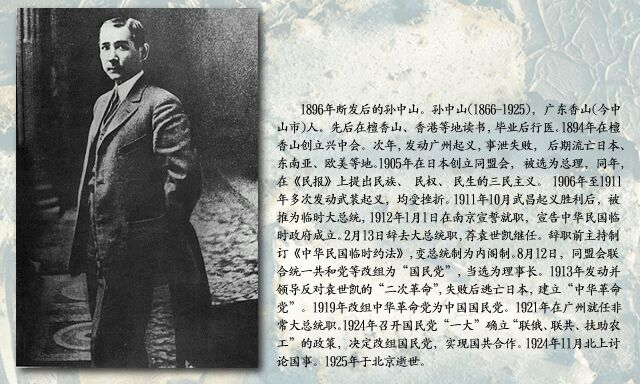 1896年断发后的孙中山。孙中山(1866-1925)，广东香山(今中
山市)人。先后在檀香山、香港等地读书，毕业后行医。1894年在檀
香山创立兴中会。次年，发动广州起义，事泄失败， 后期流亡日本、
东南亚、欧美等地。1905年在日本创立同盟会， 被选为总理，同年，
在《民报》上提出民族、 民权、 民生的三民主义。 1906年至1911
年多次发动武装起义，均受挫折。1911年10月武昌起义胜利后，被
推为临时大总统，1912年1月1日在南京宣誓就职，宣告中华民国临
时政府成立。2月13日辞去大总统职，荐袁世凯继任。辞职前主持制
订《中华民国临时约法》，变总统制为内阁制。8月12日， 同盟会联
合统一共和党等改组为“国民党”，当选为理事长。1913年发动并
领导反对袁世凯的“二次革命”，失败后逃亡日本，建立“中华革命
党”。1919年改组中华革命党为中国国民党。1921年在广州就任非
常大总统职。1924年召开国民党“一大”确立“联俄、联共、扶助农
工”的政策，决定改组国民党，实现国共合作。1924年11月北上讨
论国事。1925年于北京逝世。